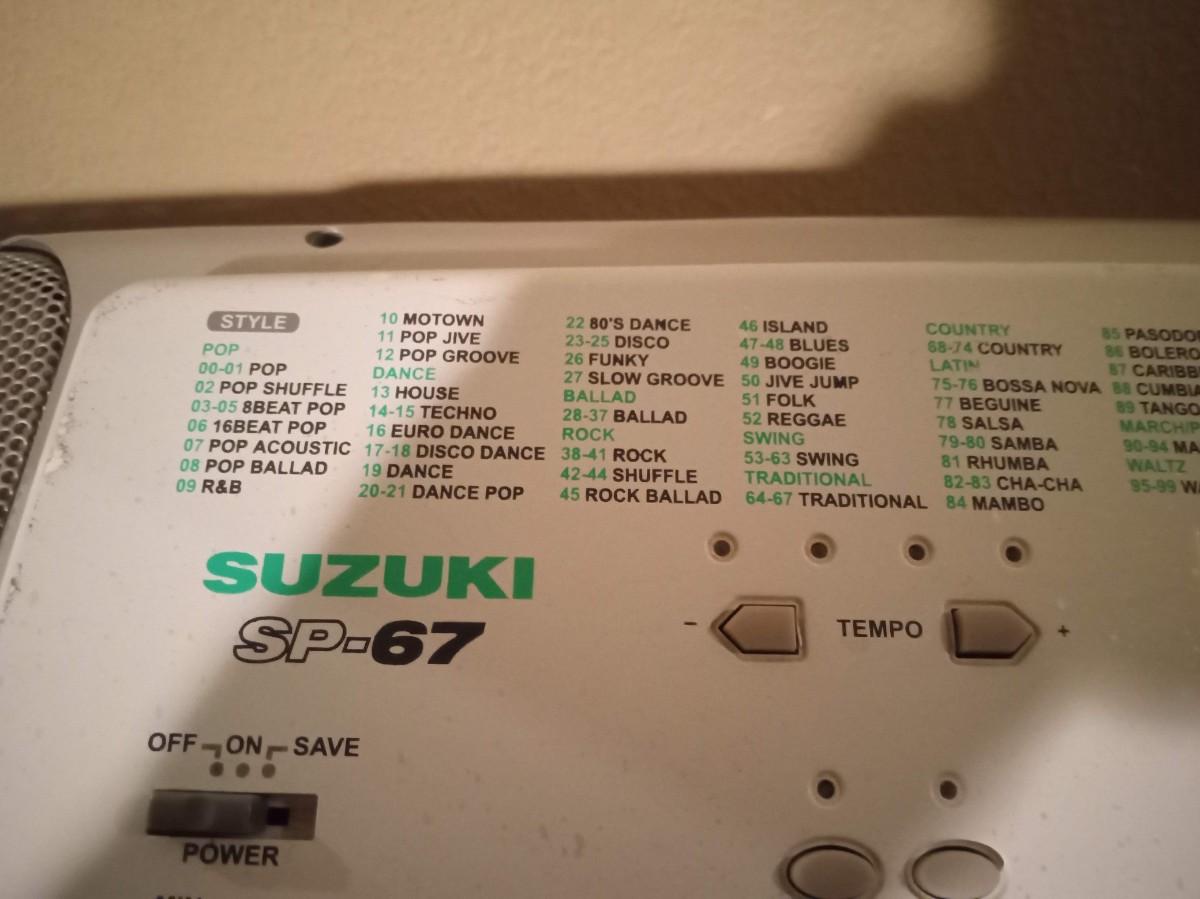 STYLE
POP
00-01 POP
02 POP SHUFFLE
03-05 8BEAT POP
06 16BEAT POP
07 POP ACOUSTIC
08 POP BALLAD
09 R&B
10 MOTOWN
11 POP JIVE
12 POP GROOVE
DANCE
13 HOUSE
14-15 TECHNO
16 EURO DANCE
17-18 DISCO DANCE
19 DANCE
20-21 DANCE POP
22 80'S DANCE
23-25 DISCO
26 FUNKY
27 SLOW GROOVE
BALLAD
28-37 BALLAD
ROCK
38-41 ROCK
42-44 SHUFFLE
45 ROCK BALLAD
46 ISLAND
47-48 BLUES
49 BOOGIE
50 JIVE JUMP
51 FOLK
52 REGGAE
SWING
53-63 SWING
TRADITIONAL
64-67 TRADITIONAL
COUNTRY
68-74 COUNTRY
LATIN
75-76 BOSSA NOVA
77 BEGUINE
78 SALSA
79-80 SAMBA
81 RHUMBA
82-83 CHA-CHA
84 MAMBO
85
86 BOLERO
87
88
89 TANGO
90-94
WALTZ
95-99
SUZUKI
SP-67
- TEMPO +
OFF ON SAVE
POWER